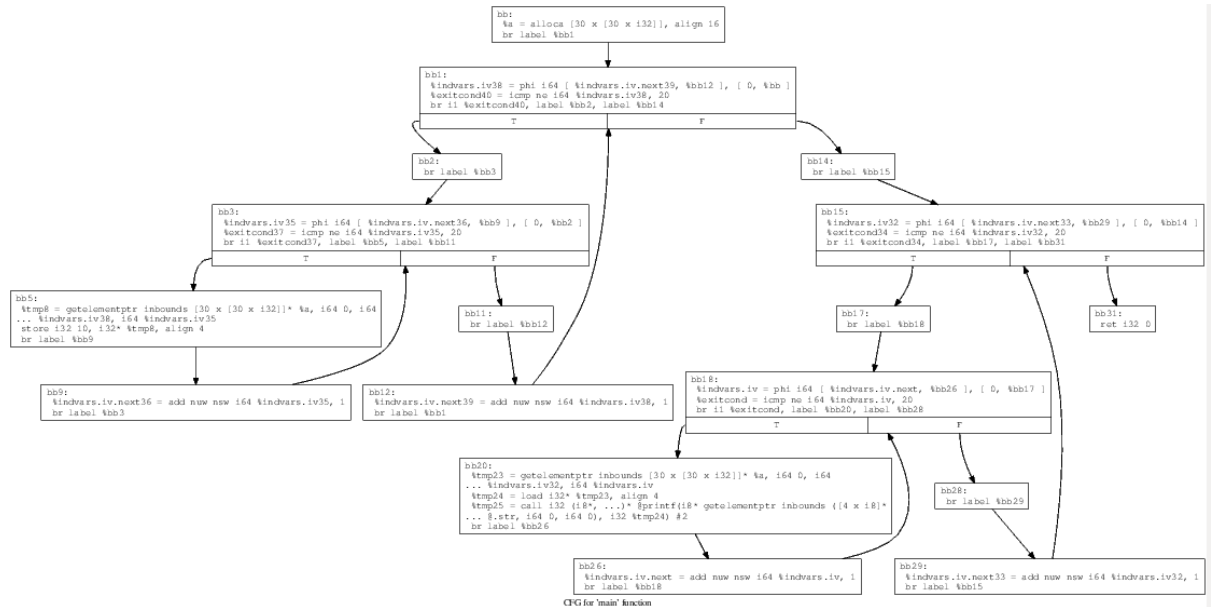 bb:
%a = alloca [30 x [30 x i32]], align 16
br label %bb1
bb1:
%indvars.iv38 = phi i64 [ %indvars.iv.next39, %bb12 ], [ 0, %bb ]
%exitcond40 = icmp ne i64 %indvars.iv38, 20
br i1 %exitcond40, label %bb2, label %bb14
T F
bb2:
br label %bb3
bb14:
br label %bb15
bb3:
%indvars.iv35 = phi i64 [ %indvars.iv.next36, %bb9 ], [ 0, %bb2 ]
%exitcond37 = icmp ne i64 %indvars.iv35, 20
br i1 %exitcond37, label %bb5, label %bb11
T F
bb15:
%indvars.iv32 = phi i64 [ %indvars.iv.next33, %bb29 ], [ 0, %bb14 ]
%exitcond34 = icmp ne i64 %indvars.iv32, 20
br i1 %exitcond34, label %bb17, label %bb31
T F
bb5:
%tmp8 = getelementptr inbounds [30 x [30 x i32]]* %a, i64 0, i64
... %indvars.iv38, i64 %indvars.iv35
store i32 10, i32* %tmp8, align 4
br label %bb9
bb11:
br label %bb12
bb17:
br label %bb18
bb31:
ret i32 0
bb9:
%indvars.iv.next36 = add nuw nsw i64 %indvars.iv35, 1
br label %bb3
bb12:
%indvars.iv.next39 = add nuw nsw i64 %indvars.iv38, 1
br label %bb1
bb18:
%indvars.iv = phi i64 [ %indvars.iv.next, %bb26 ], [ 0, %bb17 ]
%exitcond = icmp ne i64 %indvars.iv, 20
br i1 %exitcond, label %bb20, label %bb28
T F
bb20:
%tmp23 = getelementptr inbounds [30 x [30 x i32]]* %a, i64 0, i64
... %indvars.iv32, i64 %indvars.iv
%tmp24 = load i32* %tmp23, align 4
%tmp25 = call i32 (i8*, ...)* @printf(i8* getelementptr inbounds ([4 x i8]*
... @.str, i64 0, i64 0), i32 %tmp24) #2
br label %bb26
bb28:
br label %bb29
bb26:
%indvars.iv.next = add nuw nsw i64 %indvars.iv, 1
br label %bb18
bb29:
%indvars.iv.next33 = add nuw nsw i64 %indvars.iv32, 1
br label %bb15
CFG for 'main' function